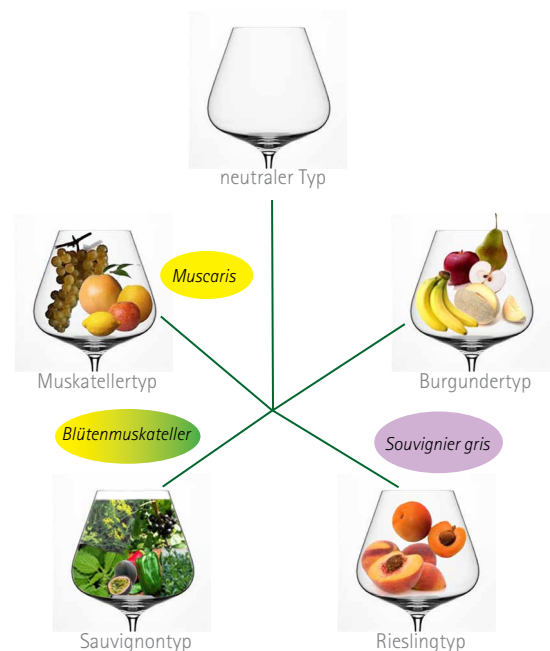 neutraler Typ
Muscaris
Muskatellertyp
Burgundertyp
Blütenmuskateller
Souvignier gris
Sauvignontyp
Rieslingtyp